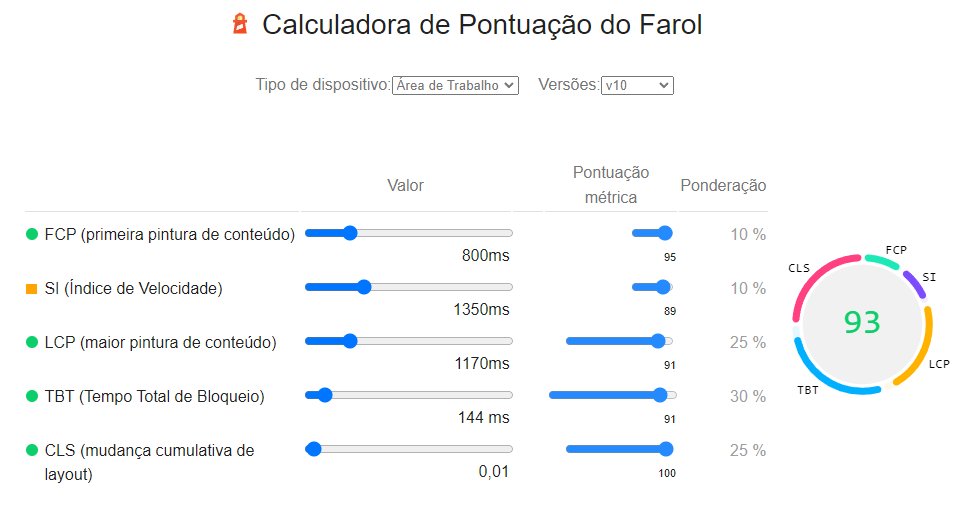 Calculadora de Pontuação do Farol
Tipo de dispositivo: Área de Trabalho Versões: v10
Valor
Pontuação
métrica
Ponderação
FCP (primeira pintura de conteúdo)
800ms
95
10 %
SI (Índice de Velocidade)
1350ms
89
10 %
LCP (maior pintura de conteúdo)
1170ms
91
25 %
TBT (Tempo Total de Bloqueio)
144 ms
91
30 %
CLS (mudança cumulativa de
layout)
0,01
100
25 %
FCP
SI
LCP
TBT
CLS
93